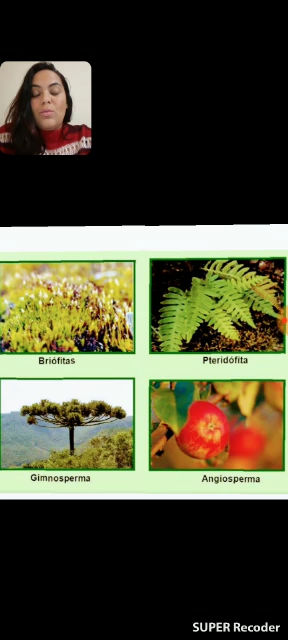 Briófitas
Pteridófita
Gimnosperma
Angiosperma
SUPER Recoder